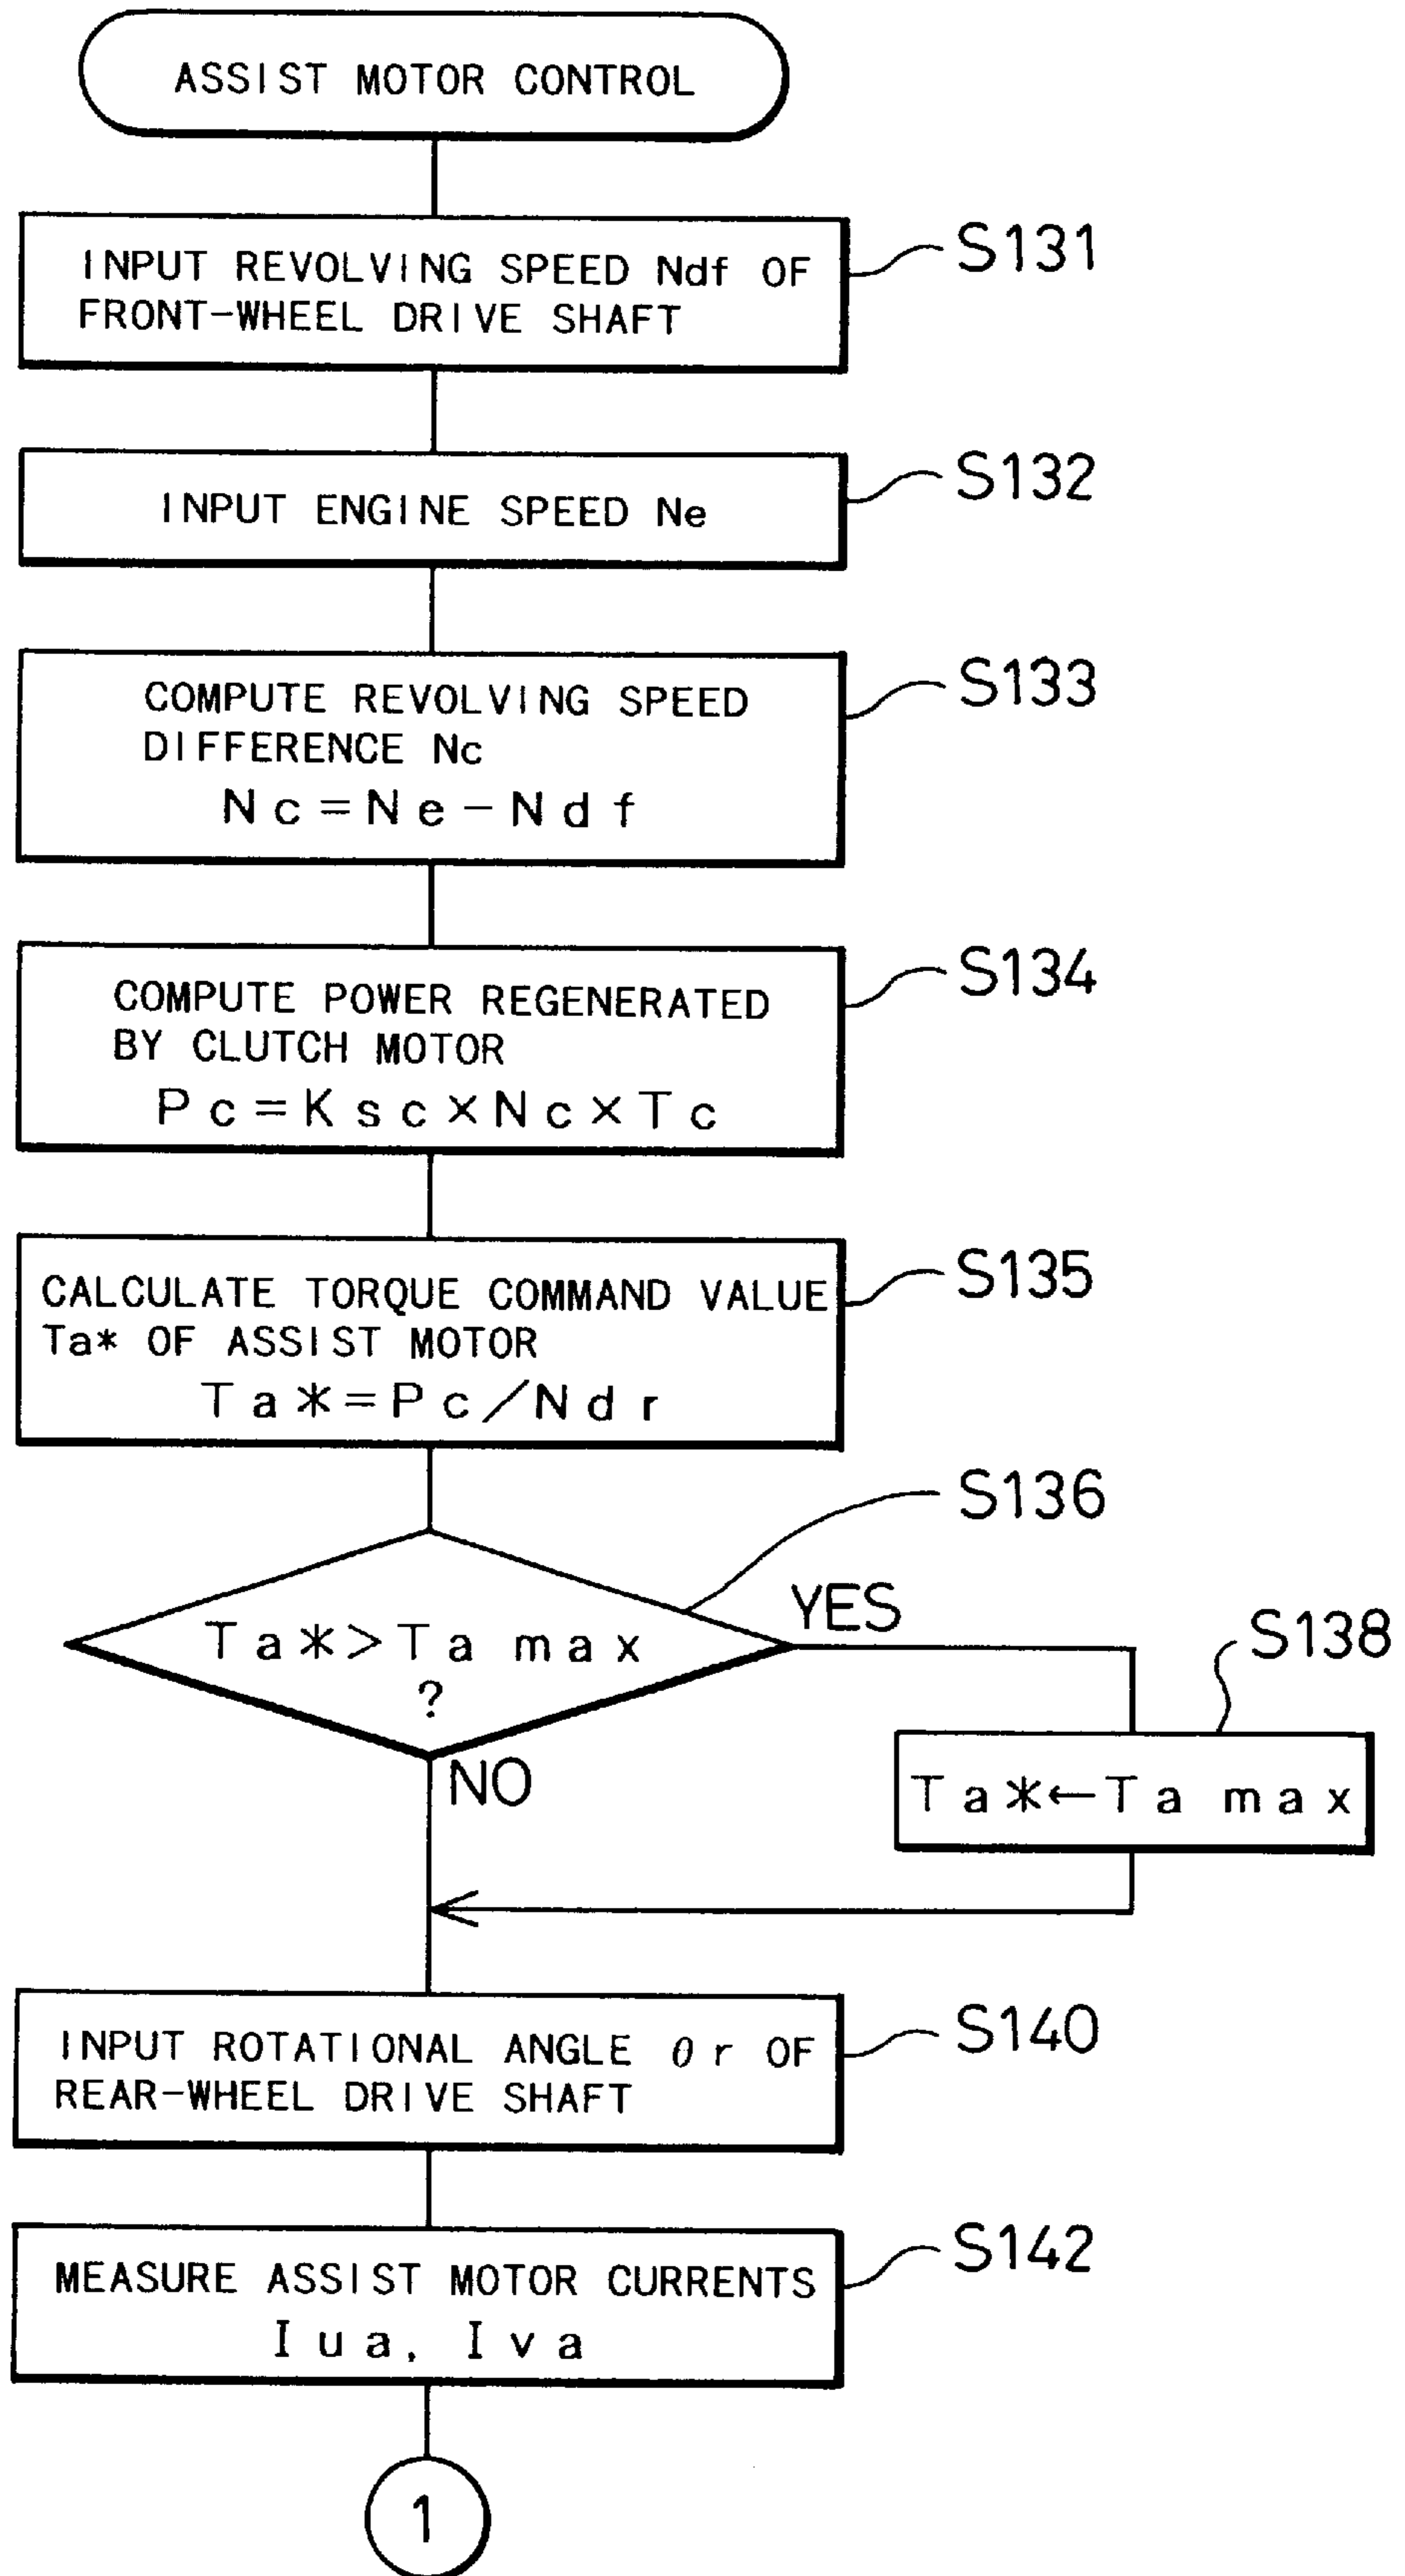 ASSIST MOTOR CONTROL
INPUT REVOLVING SPEED Ndf OF
FRONT-WHEEL DRIVE SHAFT
S131
INPUT ENGINE SPEED Ne
S132
COMPUTE REVOLVING SPEED
DIFFERENCE Nc
Nc=Ne-Ndf
S133
COMPUTE POWER REGENERATED
BY CLUTCH MOTOR
Pc=Ksc×Nc×Tc
S134
CALCULATE TORQUE COMMAND VALUE
Ta* OF ASSIST MOTOR
Ta*=Pc/Ndr
S135
S136
Ta*>Ta max
?
YES
NO
S138
Ta*←Ta max
INPUT ROTATIONAL ANGLE θr OF
REAR-WHEEL DRIVE SHAFT
S140
MEASURE ASSIST MOTOR CURRENTS
Iua, Iva
S142
1